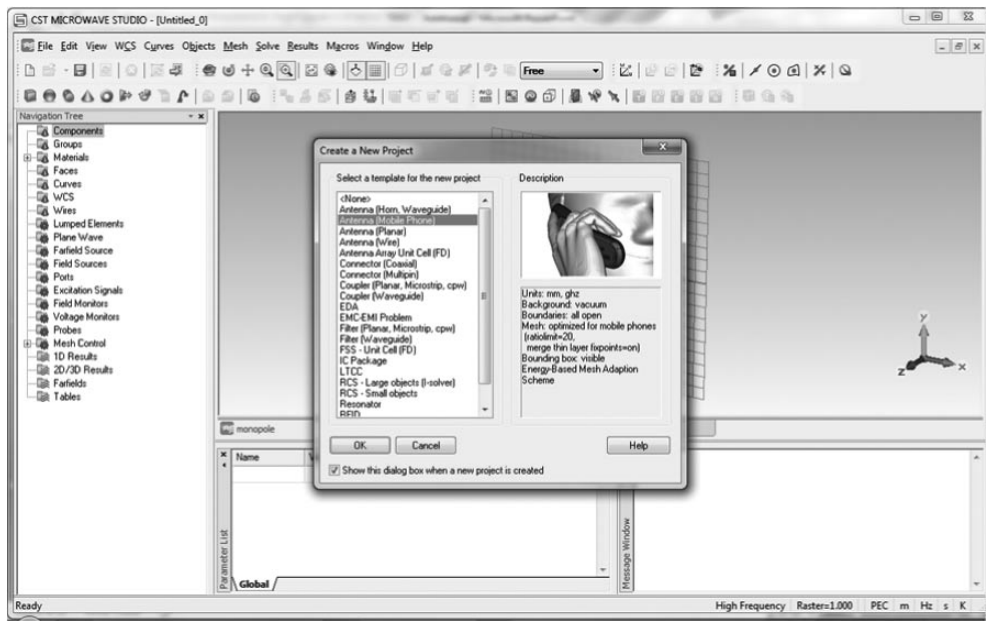 CST MICROWAVE STUDIO - [Untitled_0]
File Edit View WCS Curves Objects Mesh Solve Results Macros Window Help
Free
Navigation Tree
Components
Groups
Materials
Faces
Curves
WCS
Wires
Lumped Elements
Plane Wave
Farfield Source
Field Sources
Ports
Excitation Signals
Field Monitors
Voltage Monitors
Probes
Mesh Control
1D Results
2D/3D Results
Farfields
Tables
Create a New Project
Select a template for the new project
<None>
Antenna (Horn, Waveguide)
Antenna (Mobile Phone)
Antenna (Planar)
Antenna (Wire)
Antenna Array Unit Cell (FD)
Connector (Coaxial)
Connector (Multipin)
Coupler (Planar, Microstrip, cpw)
Coupler (Waveguide)
EDA
EMC-EMI Problem
Filter (Planar, Microstrip, cpw)
Filter (Waveguide)
FSS - Unit Cell (FD)
IC Package
LTCC
RCS - Large objects (I-solver)
RCS - Small objects
Resonator
RFID
Description
Units: mm, ghz
Background: vacuum
Boundaries: all open
Mesh: optimized for mobile phones
(ratiolimit=20,
merge thin layer fixpoints=on)
Bounding box: visible
Energy-Based Mesh Adaption
Scheme
OK Cancel Help
Show this dialog box when a new project is created
y
z
x
monopole
Name
Parameter List
Global
Message Window
Ready
High Frequency Raster=1.000 PEC m Hz s K